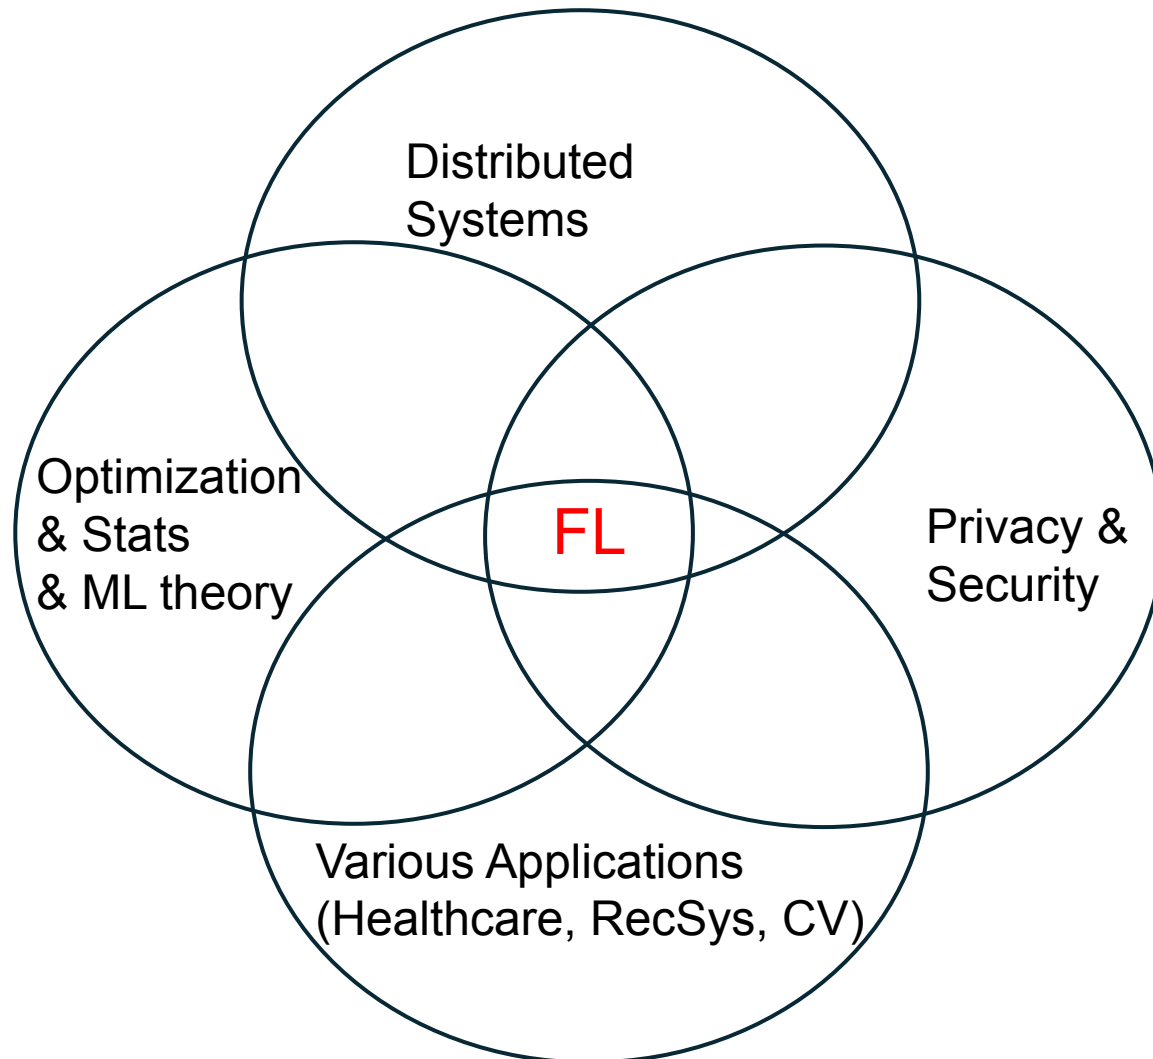 Distributed
Systems
Optimization
& Stats
& ML theory
FL
Privacy &
Security
Various Applications
(Healthcare, RecSys, CV)